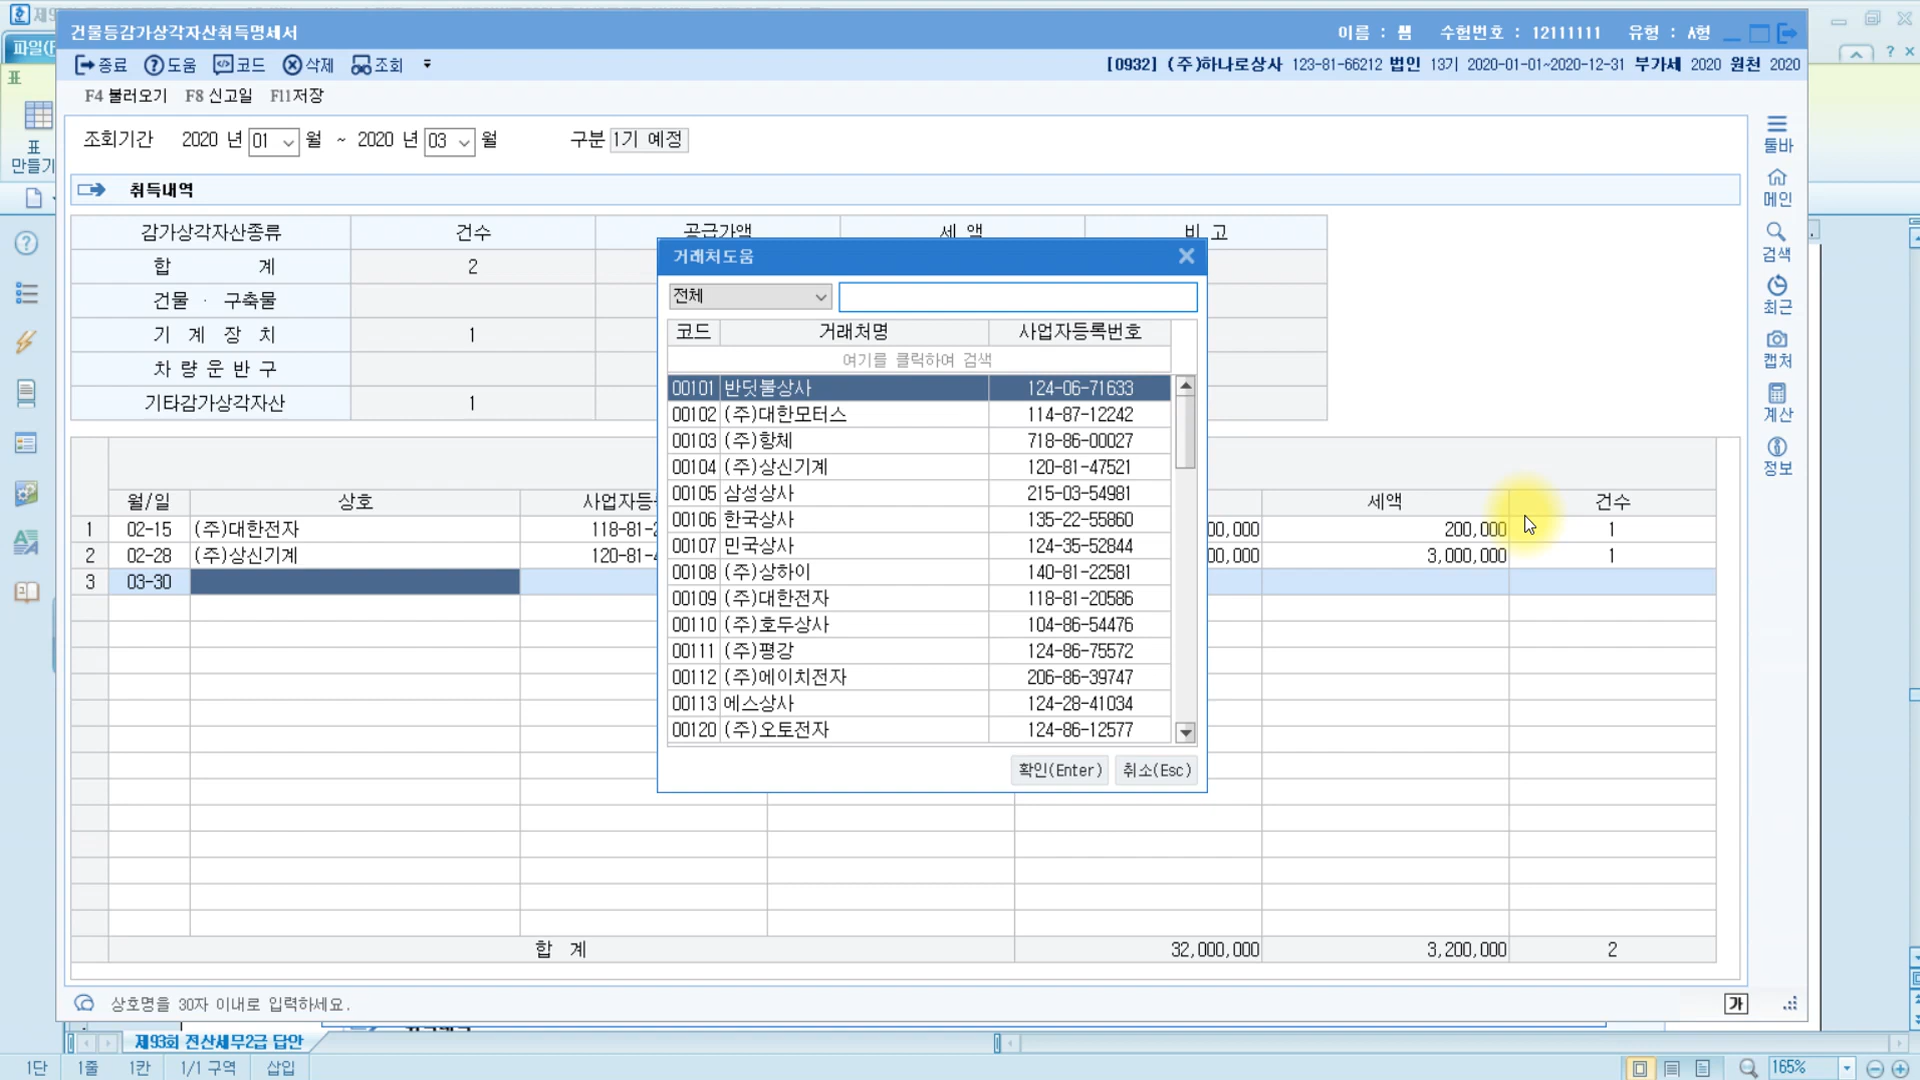 건물등감가상각자산취득명세서
이름 : 쌤 수험번호 : 12111111 유형 : A형
종료 도움 코드 삭제 조회
[0932] (주)하나로상사 123-81-66212 법인 13기 2020-01-01~2020-12-31 부가세 2020 원천 2020
F4 불러오기 F8 신고일 F11저장
조회기간 2020 년 01 월 ~ 2020 년 03 월 구분 1기 예정
취득내역
감가상각자산종류 건수 공급가액 세 액 비 고
합 계 2
건물 · 구축물
기 계 장 치 1
차 량 운 반 구
기타감가상각자산 1
월/일 상호 세액 건수
1 02-15 (주)대한전자 200,000 1
2 02-28 (주)상신기계 3,000,000 1
3 03-30
합 계 32,000,000 3,200,000 2
거래처도움
전체
코드 거래처명 사업자등록번호
여기를 클릭하여 검색
00101 반딧불상사 124-06-71633
00102 (주)대한모터스 114-87-12242
00103 (주)항체 718-86-00027
00104 (주)상신기계 120-81-47521
00105 삼성상사 215-03-54981
00106 한국상사 135-22-55860
00107 민국상사 124-35-52844
00108 (주)상하이 140-81-22581
00109 (주)대한전자 118-81-20586
00110 (주)호두상사 104-86-54476
00111 (주)평강 124-86-75572
00112 (주)에이치전자 206-86-39747
00113 에스상사 124-28-41034
00120 (주)오토전자 124-86-12577
확인(Enter) 취소(Esc)
툴바
메인
검색
최근
캡처
계산
정보
상호명을 30자 이내로 입력하세요.
가
표
표
만들기
제93회 전산세무2급 답안
1단 1줄 1칸 1/1 구역 삽입
165%